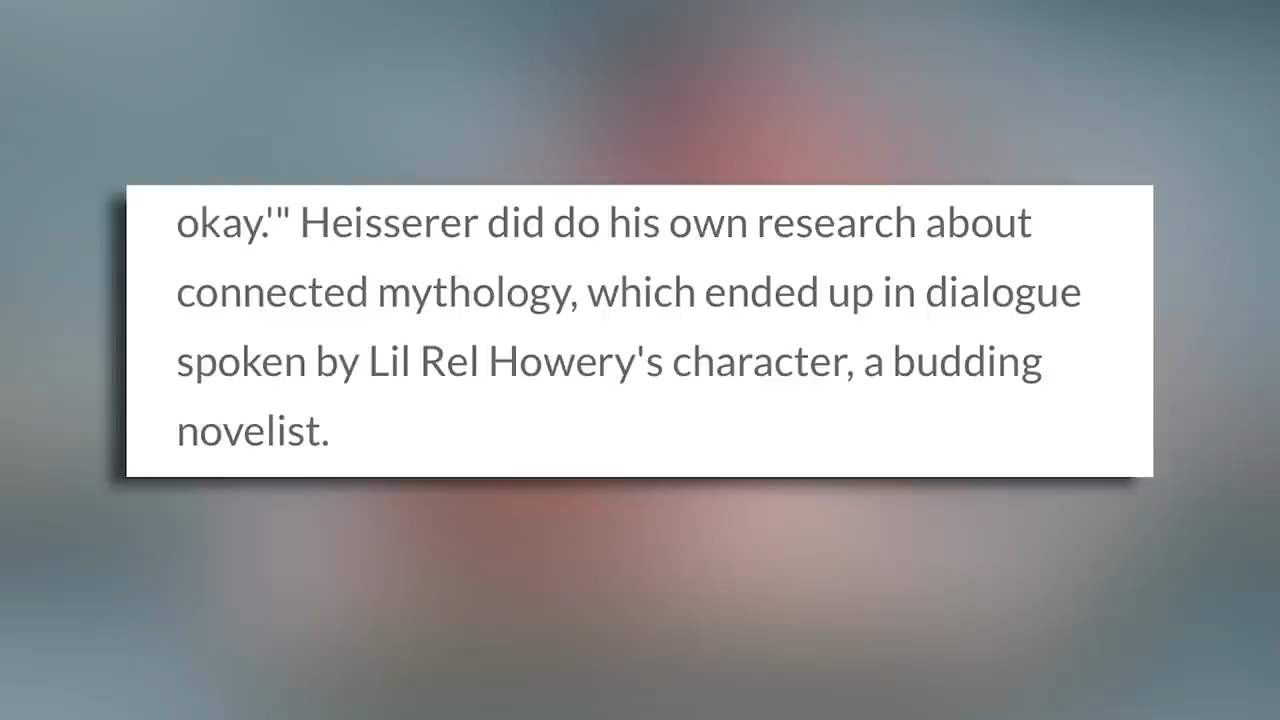 okay.'" Heisserer did do his own research about
connected mythology, which ended up in dialogue
spoken by Lil Rel Howery's character, a budding
novelist.